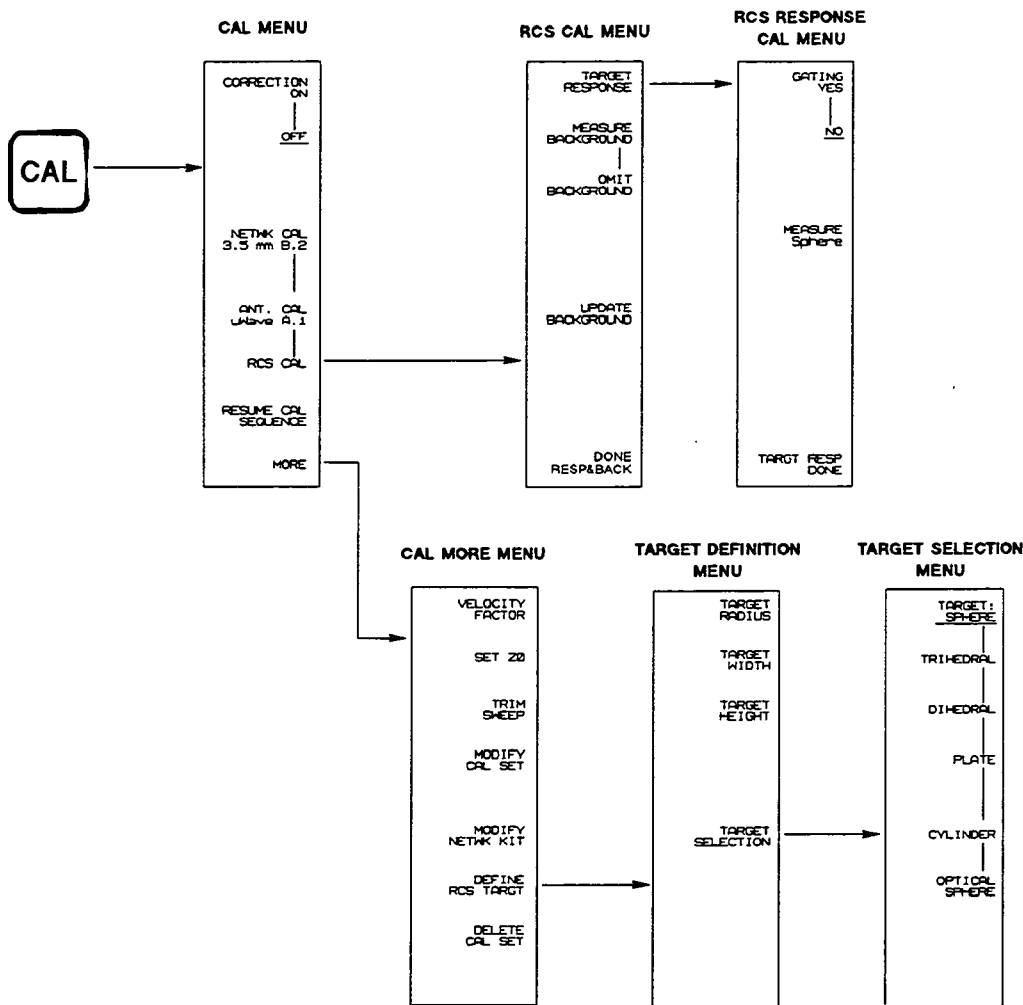 CAL MENU
CORRECTION
ON
OFF
CAL
NETWK CAL
3.5 mm B.2
ANT. CAL
uWave A.1
RCS CAL
RESUME CAL
SEQUENCE
MORE
RCS CAL MENU
TARGET
RESPONSE
MEASURE
BACKGROUND
OMIT
BACKGROUND
UPDATE
BACKGROUND
DONE
RESP&BACK
RCS RESPONSE
CAL MENU
GATING
YES
NO
MEASURE
Sphere
TARGT RESP
DONE
CAL MORE MENU
VELOCITY
FACTOR
SET Z0
TRIM
SWEEP
MODIFY
CAL SET
MODIFY
NETWK KIT
DEFINE
RCS TARGT
DELETE
CAL SET
TARGET DEFINITION
MENU
TARGET
RADIUS
TARGET
WIDTH
TARGET
HEIGHT
TARGET
SELECTION
TARGET SELECTION
MENU
TARGET:
SPHERE
TRIHEDRAL
DIHEDRAL
PLATE
CYLINDER
OPTICAL
SPHERE